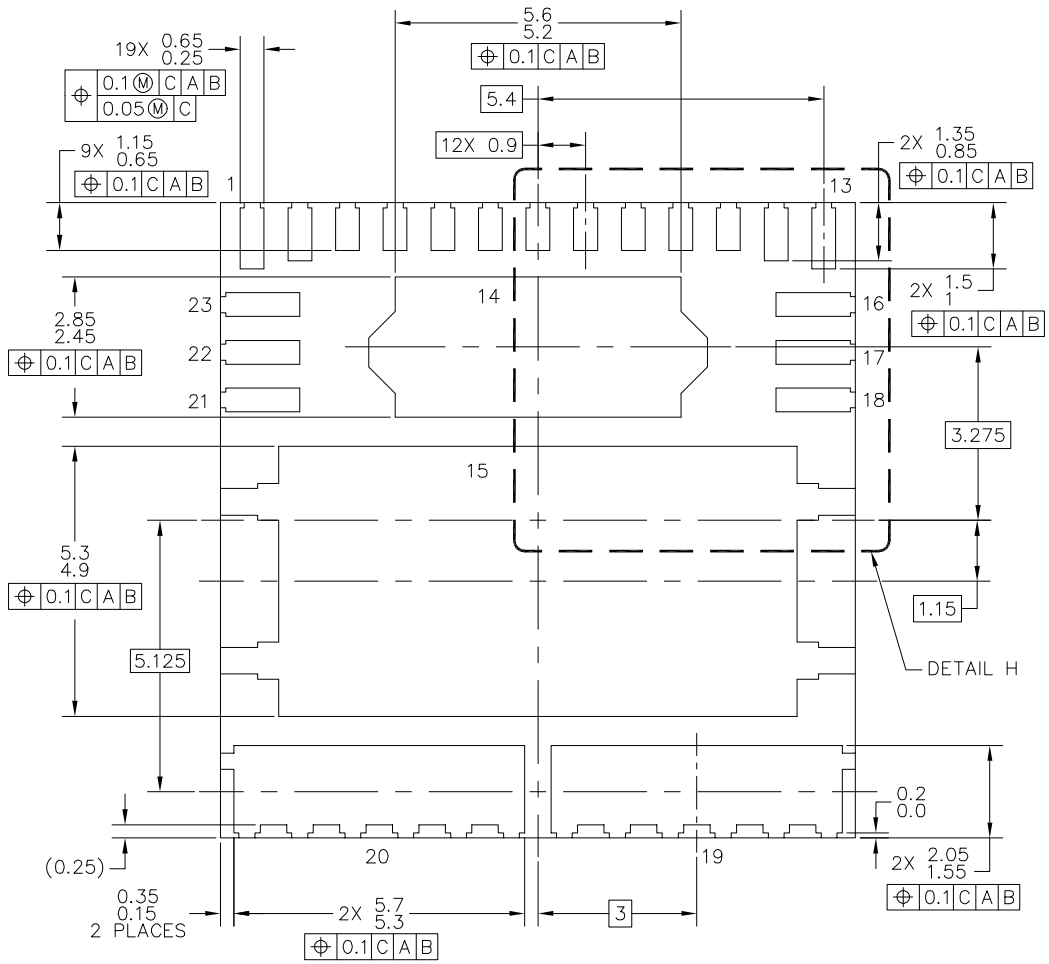 5.6
5.2
⌖ 0.1 C A B
19X 0.65
0.25
⌖ 0.1 Ⓜ C A B
0.05 Ⓜ C
5.4
12X 0.9
9X 1.15
0.65
⌖ 0.1 C A B
2X 1.35
0.85
⌖ 0.1 C A B
1
13
14
23
16
2X 1.5
1
⌖ 0.1 C A B
2.85
2.45
⌖ 0.1 C A B
22
17
21
18
3.275
15
5.3
4.9
⌖ 0.1 C A B
1.15
5.125
DETAIL H
0.2
0.0
(0.25)
20
19
2X 2.05
1.55
⌖ 0.1 C A B
0.35
0.15
2 PLACES
2X 5.7
5.3
⌖ 0.1 C A B
3